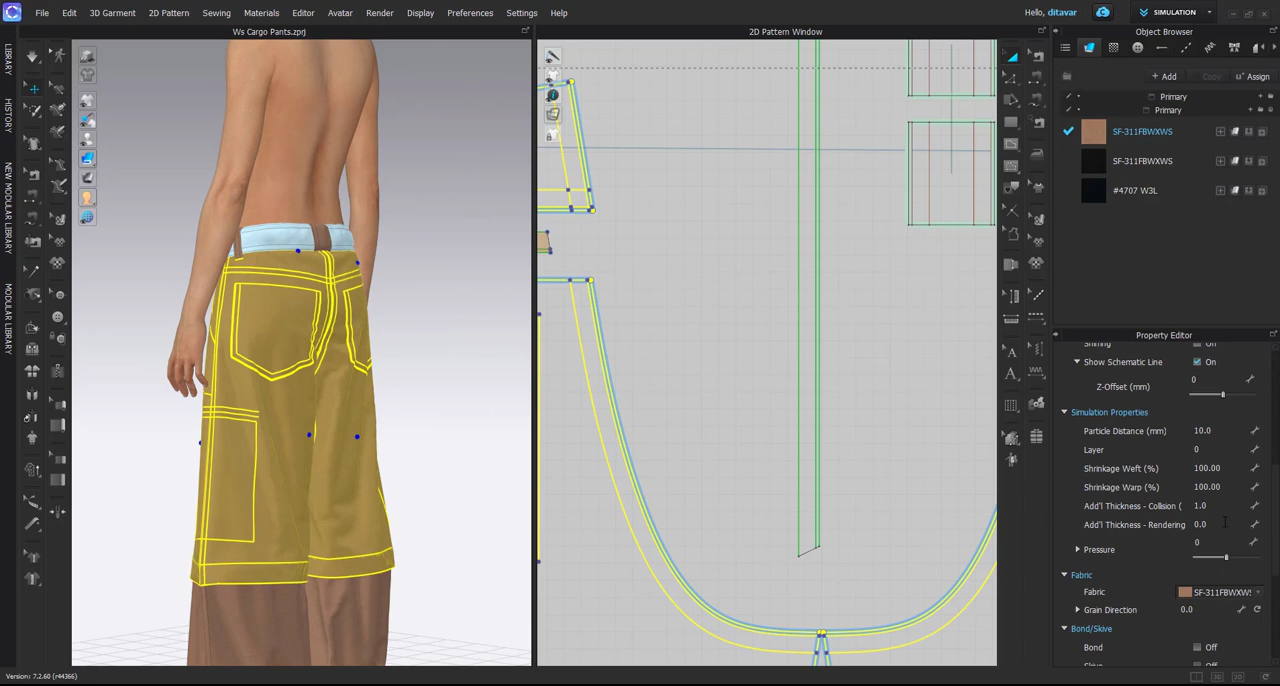 File Edit 3D Garment 2D Pattern Sewing Materials Editor Avatar Render Display Preferences Settings Help
Hello, ditavar
SIMULATION
Ws Cargo Pants.zprj
2D Pattern Window
Object Browser
LIBRARY
HISTORY
NEW MODULAR LIBRARY
MODULAR LIBRARY
+ Add Copy Assign
Primary
Primary
SF-311FBWXWS
SF-311FBWXWS
#4707 W3L
Property Editor
Show Schematic Line On
Z-Offset (mm) 0
Simulation Properties
Particle Distance (mm) 10.0
Layer 0
Shrinkage Weft (%) 100.00
Shrinkage Warp (%) 100.00
Add'l Thickness - Collision ( 1.0
Add'l Thickness - Rendering 0.0
Pressure 0
Fabric
Fabric SF-311FBWXWS
Grain Direction 0.0
Bond/Skive
Bond Off
Version: 7.2.60 (r44366)
3D 2D